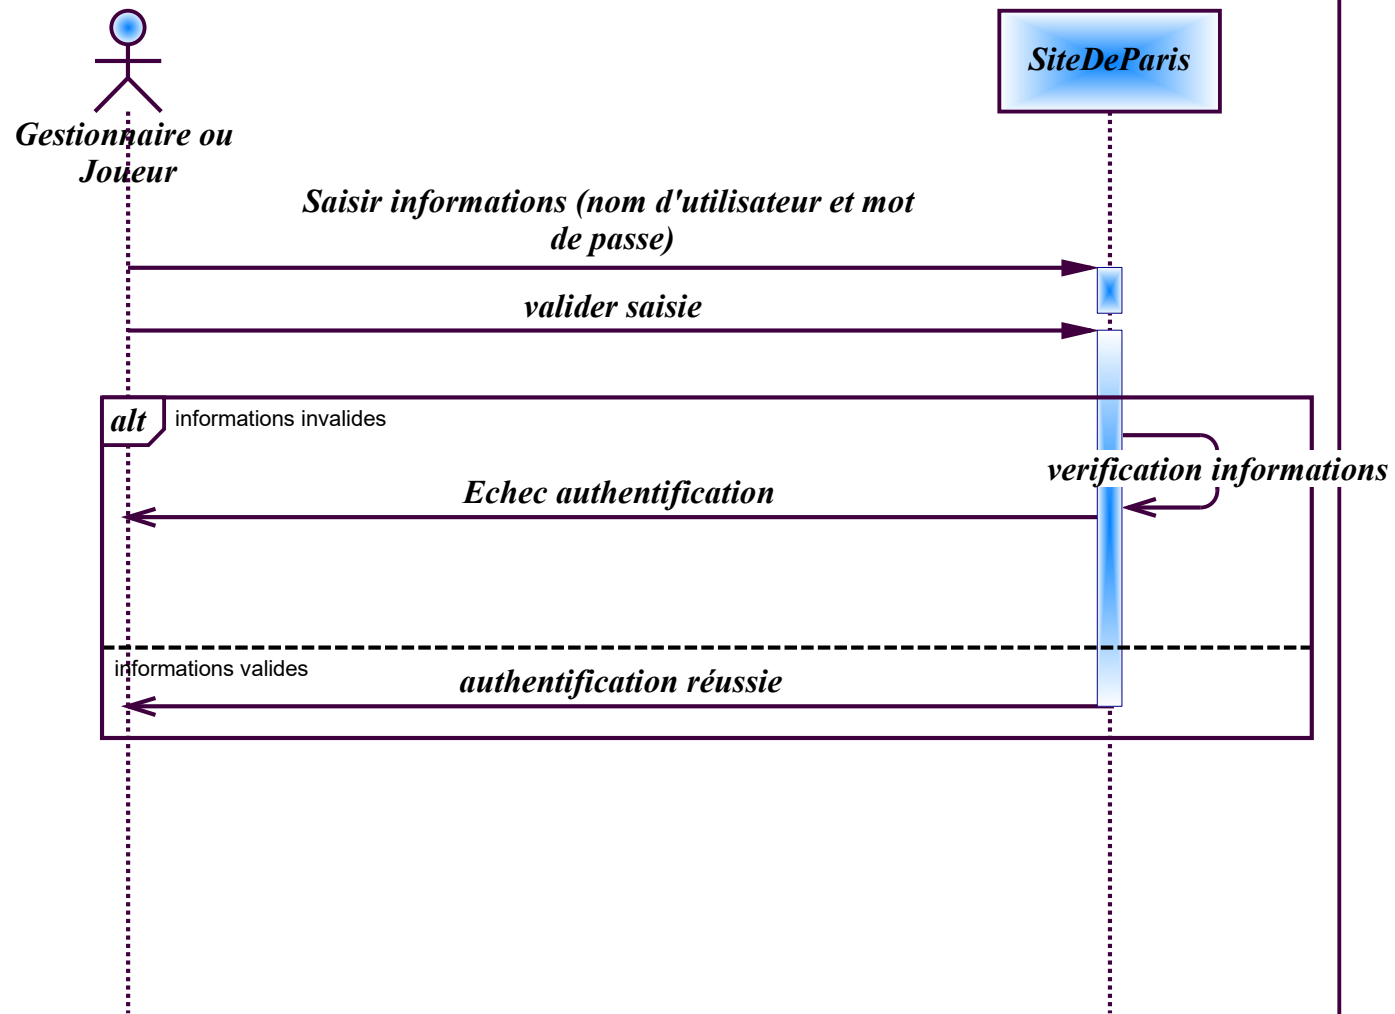 SiteDeParis
Gestionnaire ou
Joueur
Saisir informations (nom d'utilisateur et mot
de passe)
valider saisie
alt
informations invalides
verification informations
Echec authentification
informations valides
authentification réussie